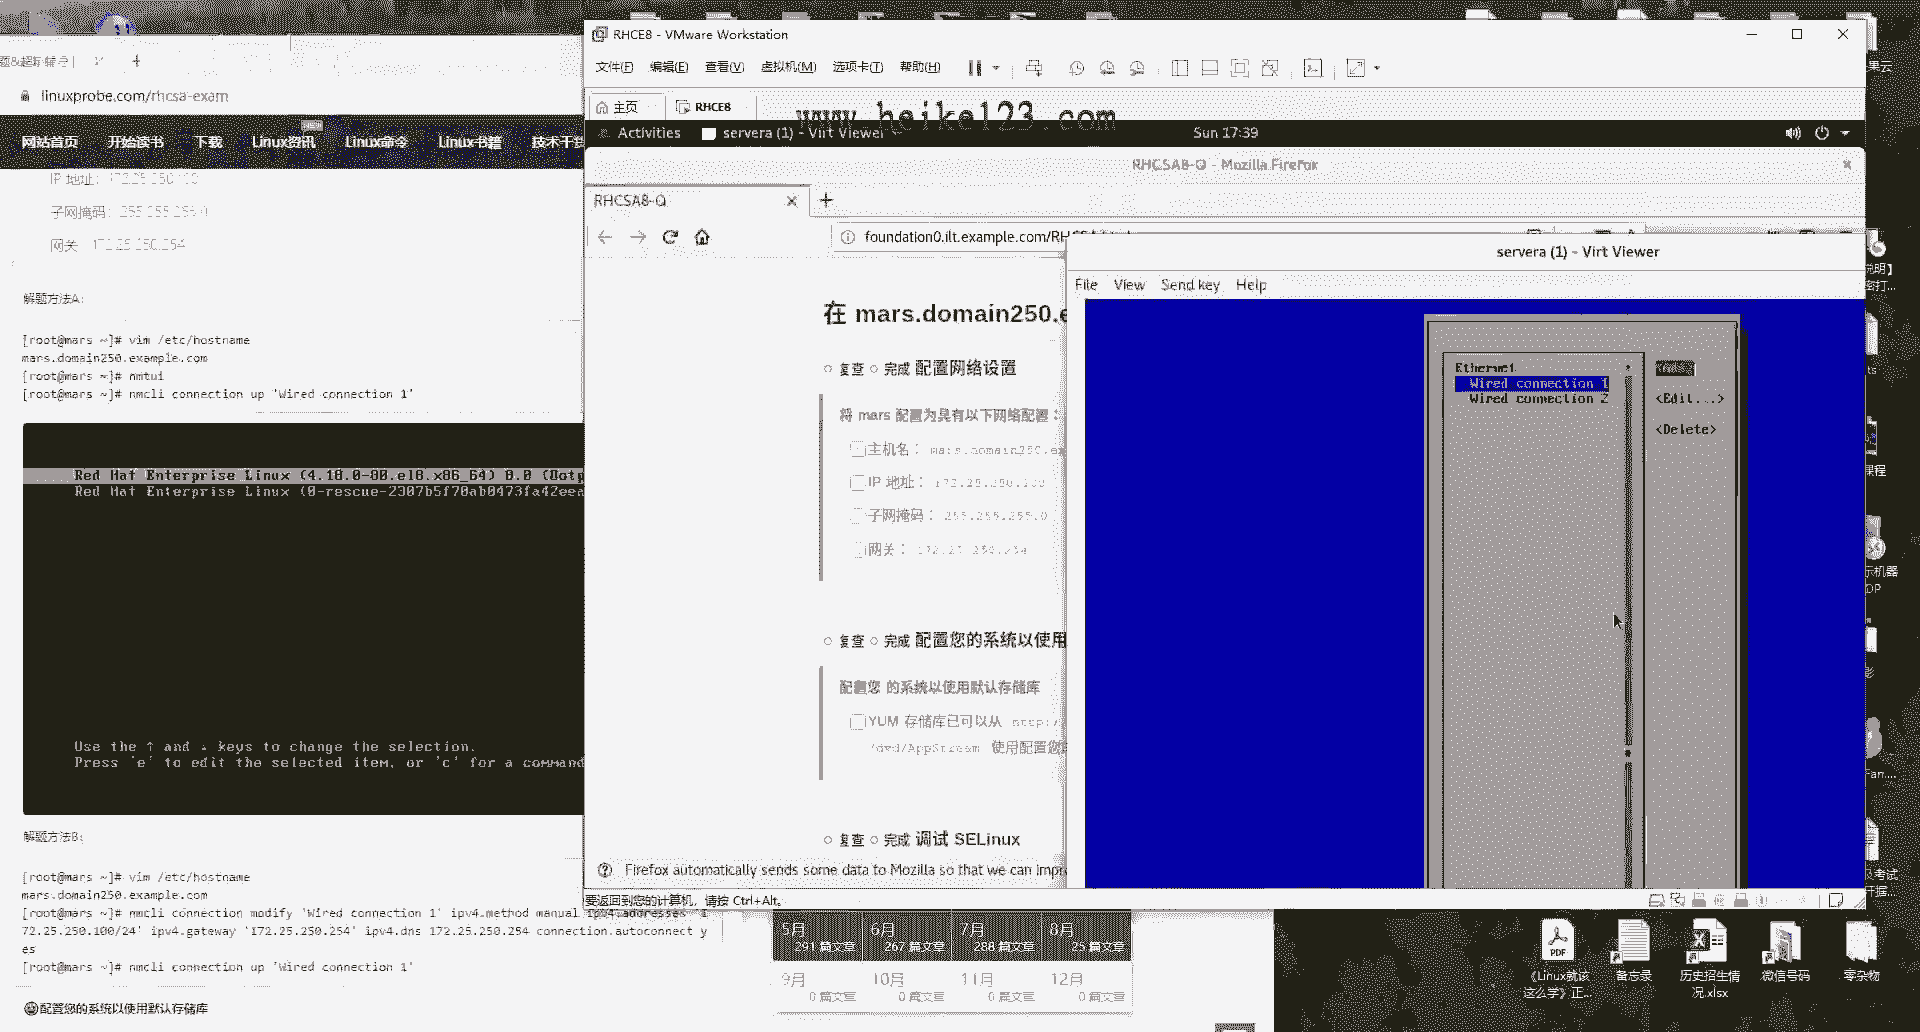 linuxprobe.com/rhcsa-exam
网站首页
开始读书
下载
Linux资讯
Linux命令
Linux书籍
IP 地址：
子网掩码：255.255.255.0
网关：172.25.250.254
解题方法A：
[root@mars ~]# vim /etc/hostname
mars.domain250.example.com
[root@mars ~]# nmtui
[root@mars ~]# nmcli connection up 'Wired connection 1'
Red Hat Enterprise Linux (4.18.0-80.el8.x86_64) 8.0 (Ootp
Red Hat Enterprise Linux (0-rescue-2307b5f70ab0473fa42eea
Use the ↑ and ↓ keys to change the selection.
Press 'e' to edit the selected item, or 'c' for a command
解题方法B：
[root@mars ~]# vim /etc/hostname
mars.domain250.example.com
[root@mars ~]# nmcli connection modify 'Wired connection 1' ipv4.method manual ipv4.addresses '1
72.25.250.100/24' ipv4.gateway '172.25.250.254' ipv4.dns 172.25.250.254 connection.autoconnect y
es
[root@mars ~]# nmcli connection up 'Wired connection 1'
配置您的系统以使用默认存储库
RHCE8 - VMware Workstation
文件(F) 编辑(E) 查看(V) 虚拟机(M) 选项卡(T) 帮助(H)
主页
RHCE8
www.heike123.com
Activities
servera (1) - Virt Viewer
Sun 17:39
RHCSA8-Q - Mozilla Firefox
RHCSA8-Q
foundation0.ilt.example.com/RH
在 mars.domain250.e
复查 完成 配置网络设置
将 mars 配置为具有以下网络配置：
主机名： mars.domain250.ex
IP 地址： 172.25.250.100
子网掩码： 255.255.255.0
网关： 172.25.250.254
复查 完成 配置您的系统以使用
配置您 的系统以使用默认存储库
YUM 存储库已可以从 http:/
/dvd/AppStream 使用配置您
复查 完成 调试 SELinux
Firefox automatically sends some data to Mozilla so that we can impr
要返回到您的计算机，请按 Ctrl+Alt。
servera (1) - Virt Viewer
File View Send key Help
Ethernet
Wired connection 1
Wired connection 2
<Edit...>
<Delete>
5月
291 篇文章
6月
267 篇文章
7月
288 篇文章
8月
25 篇文章
9月
0 篇文章
10月
0 篇文章
11月
0 篇文章
12月
0 篇文章
《Linux就该
这么学》正...
备忘录
历史招生情
况.xlsx
微信号码
零杂物